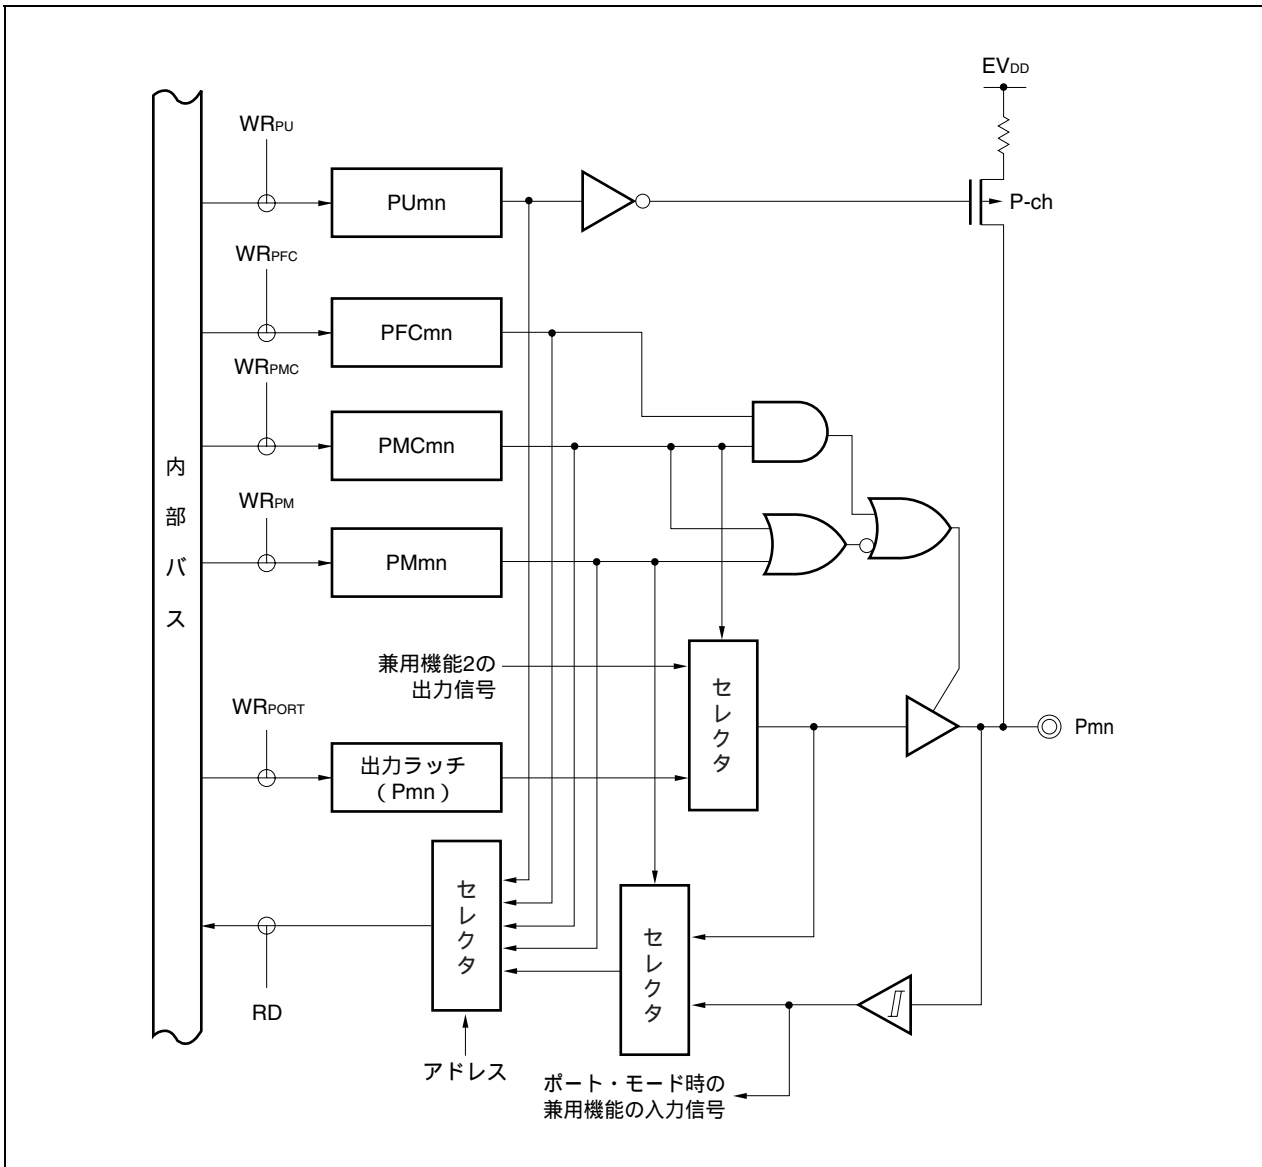 EVDD
WRPU
PUmn
P-ch
WRPFC
PFCmn
WRPMC
PMCmn
内部バス
WRPM
PMmn
兼用機能2の
出力信号
セレクタ
WRPORT
出力ラッチ
（Pmn）
Pmn
セレクタ
セレクタ
RD
アドレス
ポート・モード時の
兼用機能の入力信号